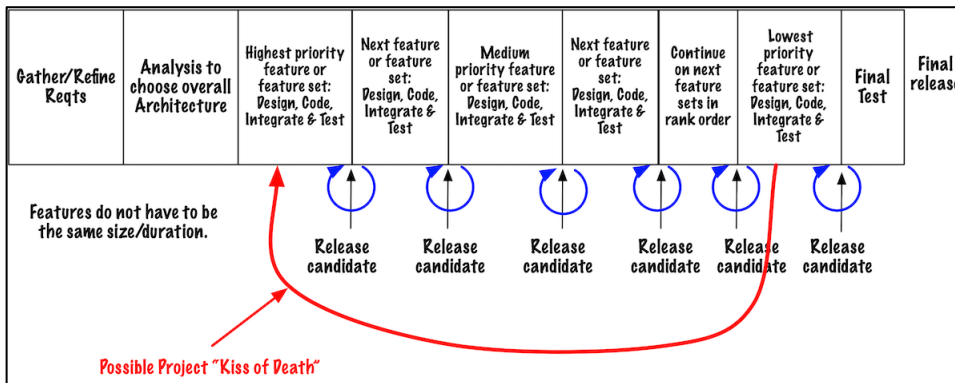 Gather/Refine
Reqts
Analysis to
choose overall
Architecture
Highest priority
feature or
feature set:
Design, Code,
Integrate & Test
Next feature
or feature
set:
Design, Code,
Integrate &
Test
Medium
priority feature
or feature set:
Design, Code,
Integrate & Test
Next feature
or feature
set:
Design, Code,
Integrate &
Test
Continue
on next
feature
sets in
rank order
Lowest
priority
feature or
feature set:
Design, Code,
Integrate &
Test
Final
Test
Final
release
Features do not have to be
the same size/duration.
Release
candidate
Release
candidate
Release
candidate
Release
candidate
Release
candidate
Release
candidate
Possible Project "Kiss of Death"